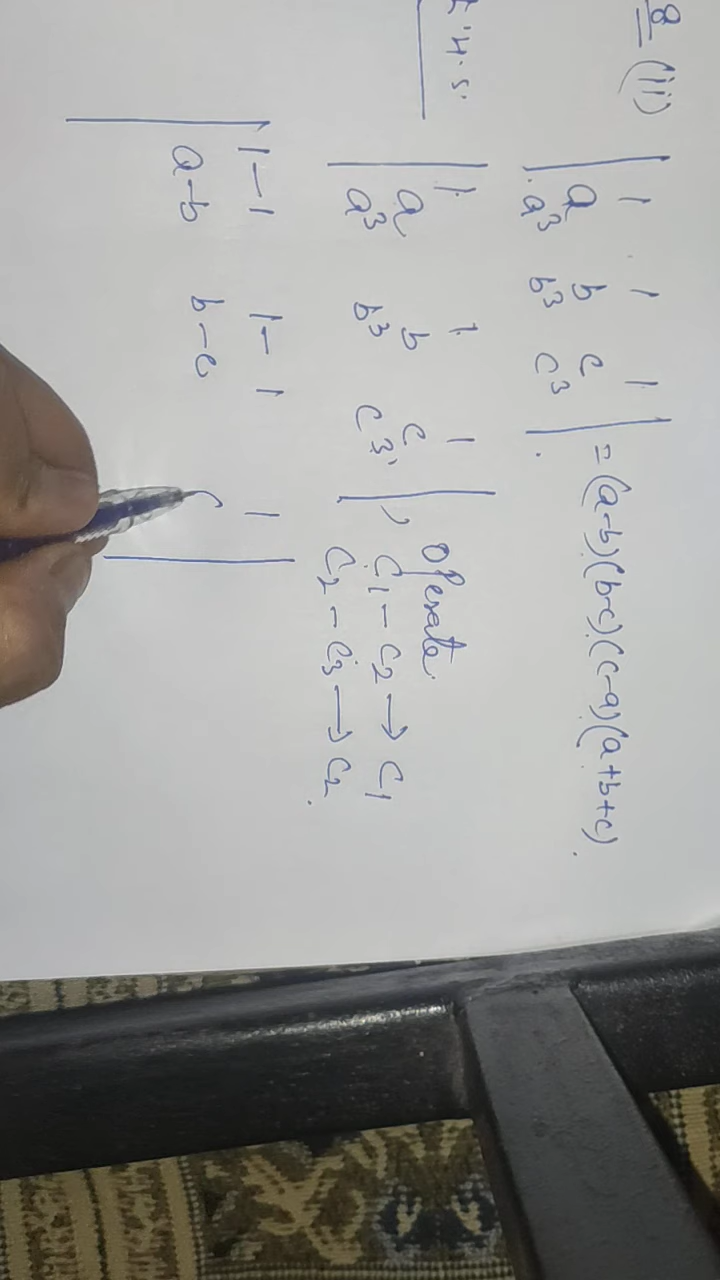 8 (ii)
| 1 1 1 |
| a b c | = (a-b)(b-c)(c-a)(a+b+c).
| a³ b³ c³ |
L.H.S.
| 1 1 1 | Operate
| a b c | , C₁ - C₂ → C₁
| a³ b³ c³ | C₂ - C₃ → C₂.
| 1-1 1-1 1 |
| a-b b-c